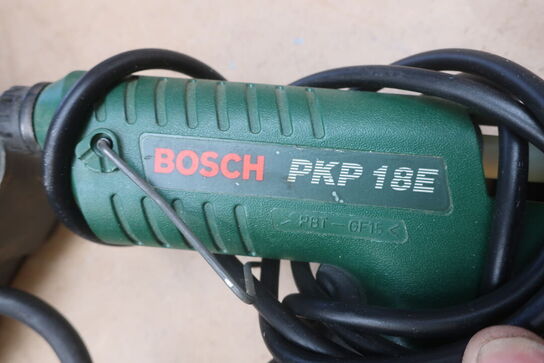 BOSCH PKP 18E
>PBT-GF15<